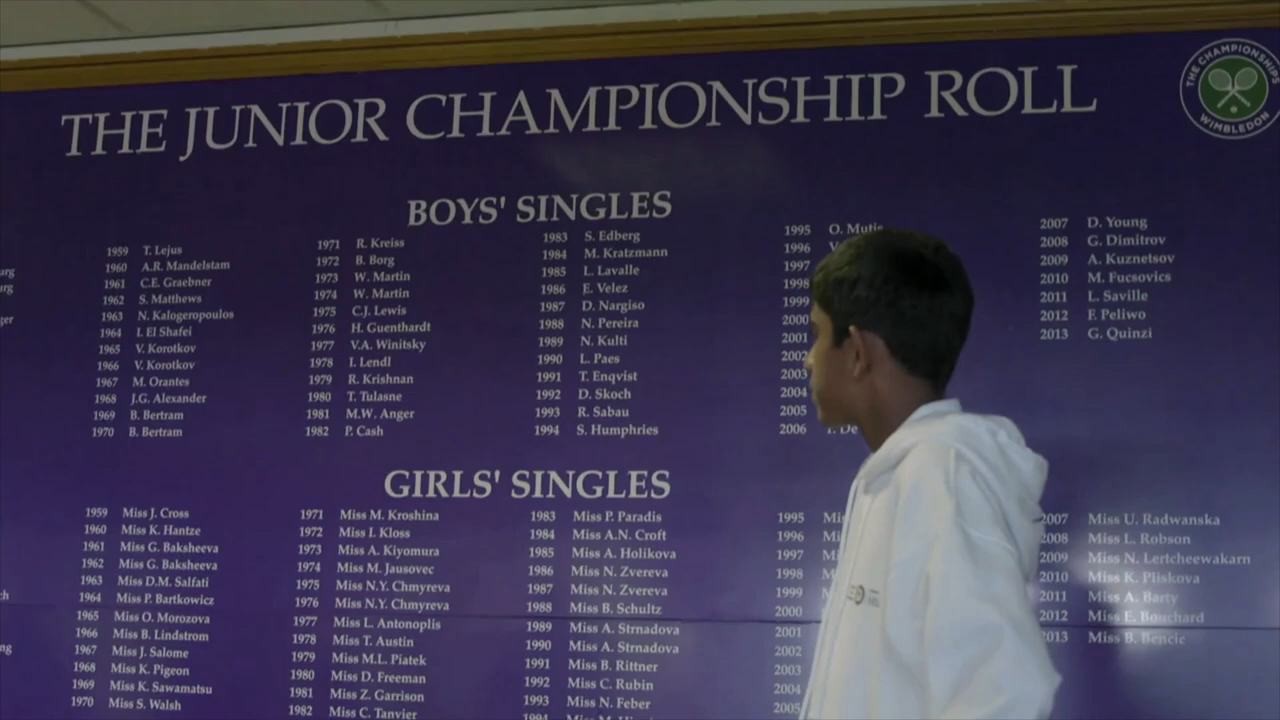 THE JUNIOR CHAMPIONSHIP ROLL
THE CHAMPIONSHIPS
WIMBLEDON
BOYS' SINGLES
1959 T. Lejus
1960 A.R. Mandelstam
1961 C.E. Graebner
1962 S. Matthews
1963 N. Kalogeropoulos
1964 I. El Shafei
1965 V. Korotkov
1966 V. Korotkov
1967 M. Orantes
1968 J.G. Alexander
1969 B. Bertram
1970 B. Bertram
1971 R. Kreiss
1972 B. Borg
1973 W. Martin
1974 W. Martin
1975 C.J. Lewis
1976 H. Guenthardt
1977 V.A. Winitsky
1978 I. Lendl
1979 R. Krishnan
1980 T. Tulasne
1981 M.W. Anger
1982 P. Cash
1983 S. Edberg
1984 M. Kratzmann
1985 L. Lavalle
1986 E. Velez
1987 D. Nargiso
1988 N. Pereira
1989 N. Kulti
1990 L. Paes
1991 T. Enqvist
1992 D. Skoch
1993 R. Sabau
1994 S. Humphries
1995 O. Mutis
1996 V
1997
1998
1999
2000
2001
2002
2003
2004
2005
2006 T. De
2007 D. Young
2008 G. Dimitrov
2009 A. Kuznetsov
2010 M. Fucsovics
2011 L. Saville
2012 F. Peliwo
2013 G. Quinzi
GIRLS' SINGLES
1959 Miss J. Cross
1960 Miss K. Hantze
1961 Miss G. Baksheeva
1962 Miss G. Baksheeva
1963 Miss D.M. Salfati
1964 Miss P. Bartkowicz
1965 Miss O. Morozova
1966 Miss B. Lindstrom
1967 Miss J. Salome
1968 Miss K. Pigeon
1969 Miss K. Sawamatsu
1970 Miss S. Walsh
1971 Miss M. Kroshina
1972 Miss I. Kloss
1973 Miss A. Kiyomura
1974 Miss M. Jausovec
1975 Miss N.Y. Chmyreva
1976 Miss N.Y. Chmyreva
1977 Miss L. Antonoplis
1978 Miss T. Austin
1979 Miss M.L. Piatek
1980 Miss D. Freeman
1981 Miss Z. Garrison
1982 Miss C. Tanvier
1983 Miss P. Paradis
1984 Miss A.N. Croft
1985 Miss A. Holikova
1986 Miss N. Zvereva
1987 Miss N. Zvereva
1988 Miss B. Schultz
1989 Miss A. Strnadova
1990 Miss A. Strnadova
1991 Miss B. Rittner
1992 Miss C. Rubin
1993 Miss N. Feber
1994
1995 Mis
1996 Mi
1997 Mi
1998 M
1999 M
2000
2001
2002
2003
2004
2005
2007 Miss U. Radwanska
2008 Miss L. Robson
2009 Miss N. Lertcheewakarn
2010 Miss K. Pliskova
2011 Miss A. Barty
2012 Miss E. Bouchard
2013 Miss B. Bencic